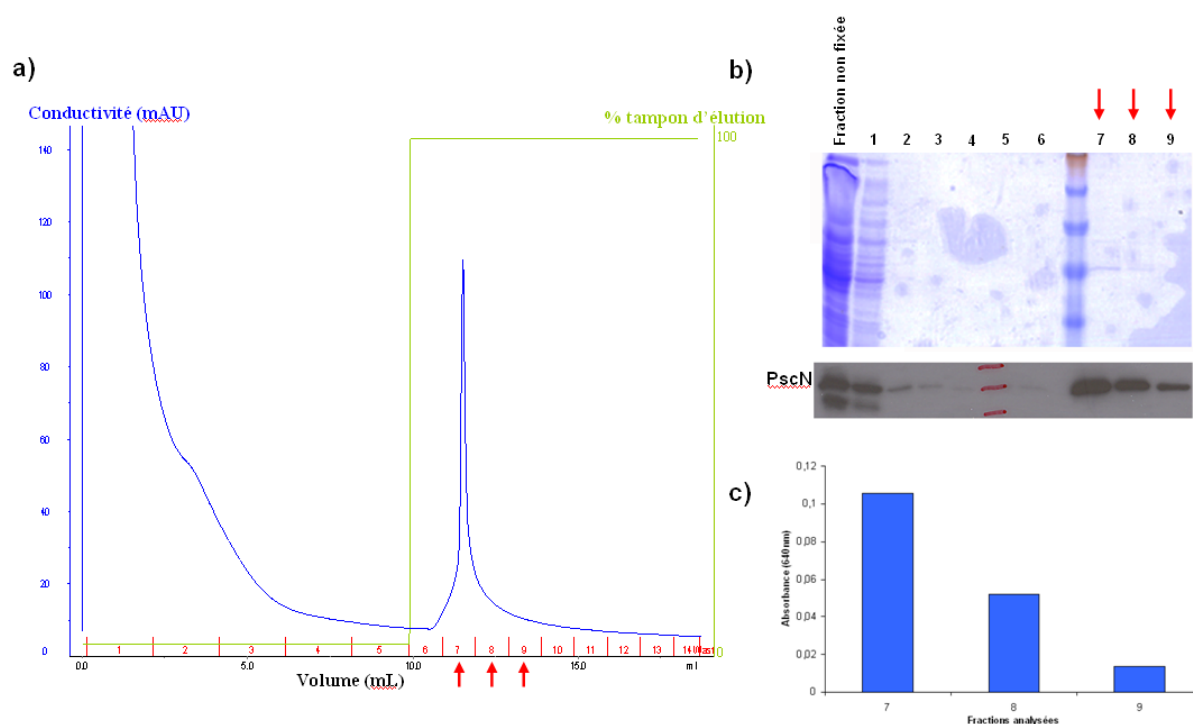 a)
Conductivité (mAU)
% tampon d'élution
140
120
100
80
60
40
20
0
100
0
1 2 3 4 5 6 7 8 9 10 11 12 13 14
0.0 10.0 15.0 ml
Volume (mL)
b)
Fraction non fixée
1 2 3 4 5 6 7 8 9
PscN
c)
Absorbance (640nm)
0,12
0,1
0,08
0,06
0,04
0,02
0
7 8 9
Fractions analysées